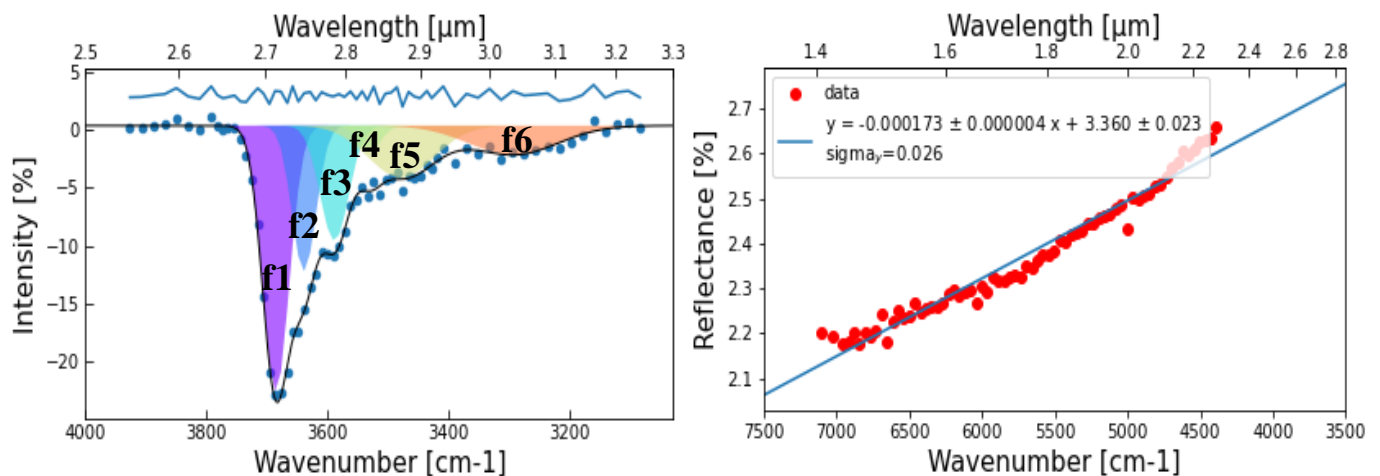 Wavelength [µm]
2.5 2.6 2.7 2.8 2.9 3.0 3.1 3.2 3.3
5
0
−5
−10
−15
−20
Intensity [%]
f1
f2
f3
f4
f5
f6
4000 3800 3600 3400 3200
Wavenumber [cm-1]
Wavelength [µm]
1.4 1.6 1.8 2.0 2.2 2.4 2.6 2.8
2.7
2.6
2.5
2.4
2.3
2.2
2.1
Reflectance [%]
data
y = -0.000173 ± 0.000004 x + 3.360 ± 0.023
sigmay=0.026
7500 7000 6500 6000 5500 5000 4500 4000 3500
Wavenumber [cm-1]